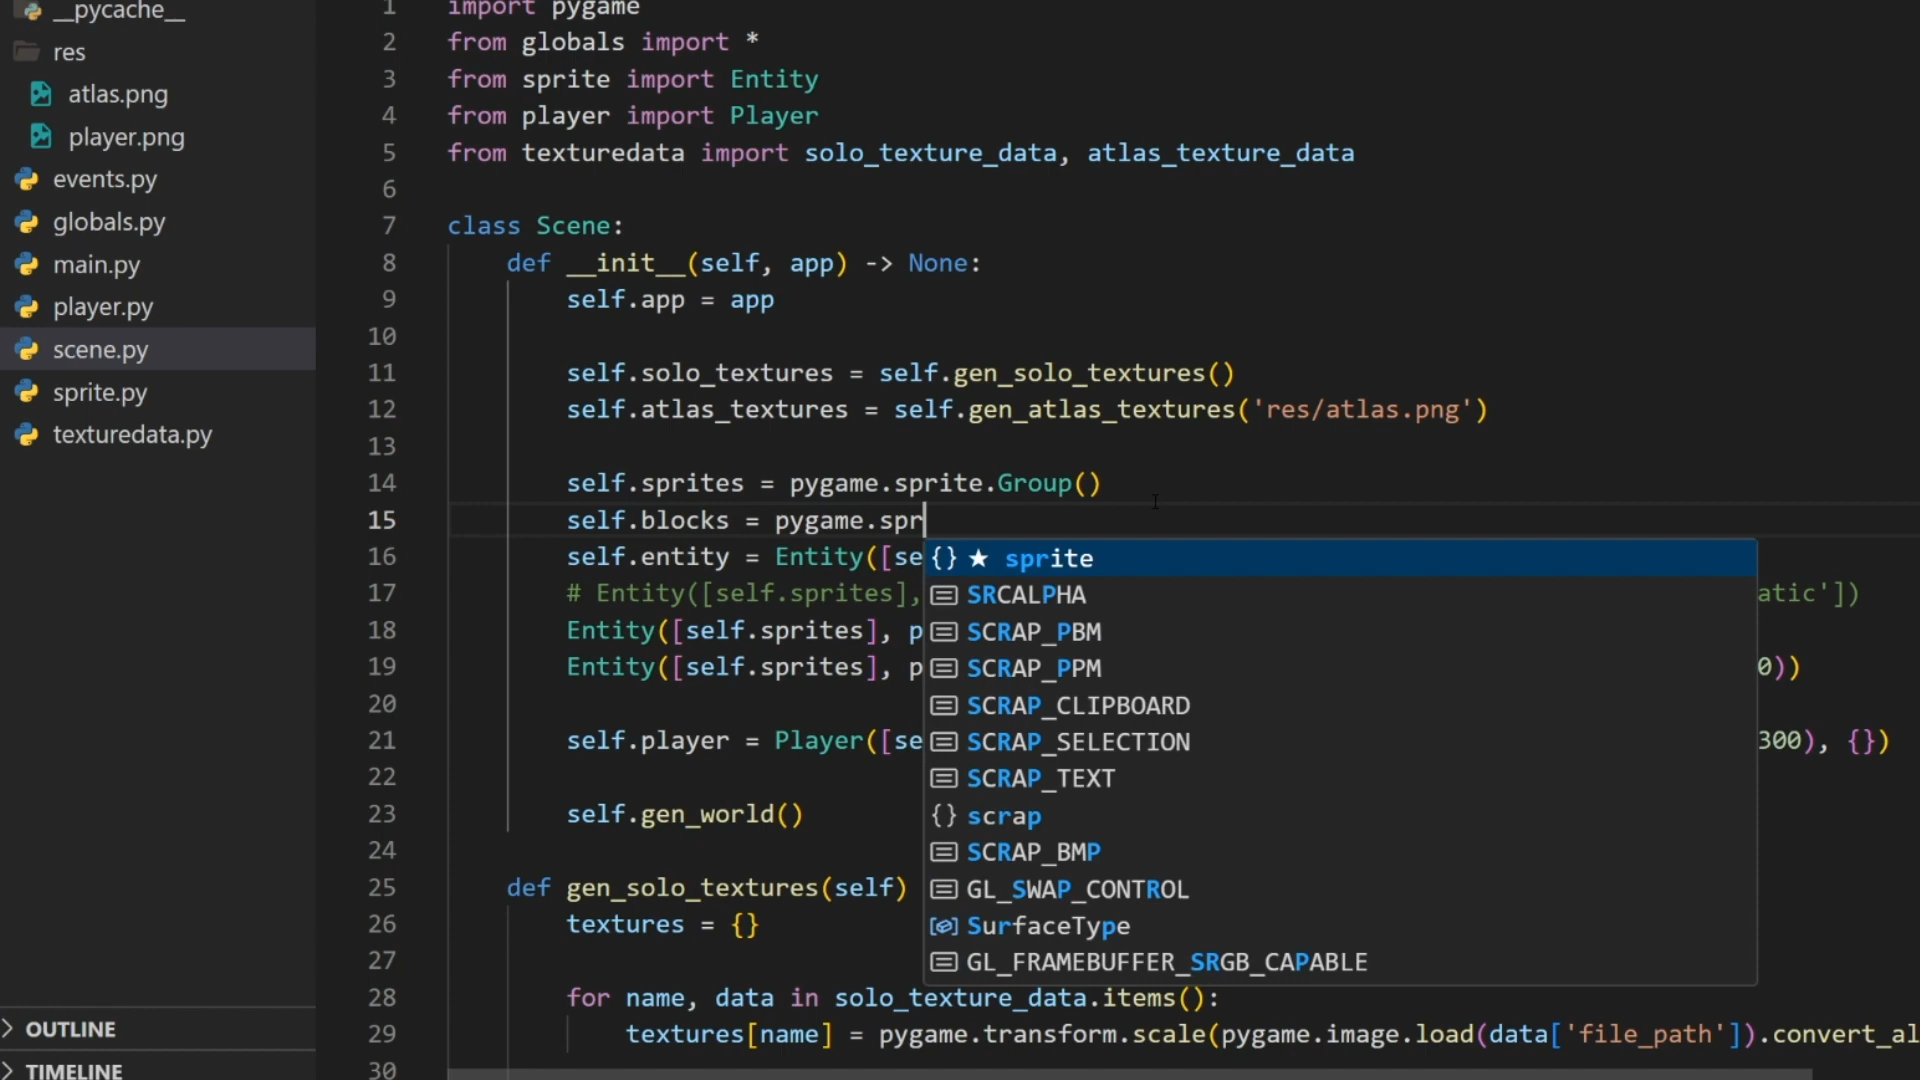 __pycache__
res
atlas.png
player.png
events.py
globals.py
main.py
player.py
scene.py
sprite.py
texturedata.py
OUTLINE
TIMELINE
1 import pygame
2 from globals import *
3 from sprite import Entity
4 from player import Player
5 from texturedata import solo_texture_data, atlas_texture_data
6
7 class Scene:
8 def __init__(self, app) -> None:
9 self.app = app
10
11 self.solo_textures = self.gen_solo_textures()
12 self.atlas_textures = self.gen_atlas_textures('res/atlas.png')
13
14 self.sprites = pygame.sprite.Group()
15 self.blocks = pygame.spr
16 self.entity = Entity([se
17 # Entity([self.sprites], atic'])
18 Entity([self.sprites], p
19 Entity([self.sprites], p 0))
20
21 self.player = Player([se 300), {})
22
23 self.gen_world()
24
25 def gen_solo_textures(self)
26 textures = {}
27
28 for name, data in solo_texture_data.items():
29 textures[name] = pygame.transform.scale(pygame.image.load(data['file_path']).convert_al
30
{} ★ sprite
SRCALPHA
SCRAP_PBM
SCRAP_PPM
SCRAP_CLIPBOARD
SCRAP_SELECTION
SCRAP_TEXT
{} scrap
SCRAP_BMP
GL_SWAP_CONTROL
SurfaceType
GL_FRAMEBUFFER_SRGB_CAPABLE